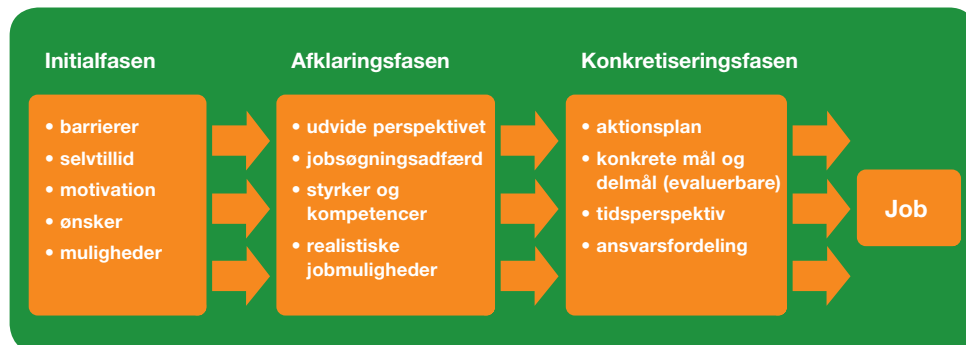 Initialfasen
• barrierer
• selvtillid
• motivation
• ønsker
• muligheder
Afklaringsfasen
• udvide perspektivet
• jobsøgningsadfærd
• styrker og
kompetencer
• realistiske
jobmuligheder
Konkretiseringsfasen
• aktionsplan
• konkrete mål og
delmål (evaluerbare)
• tidsperspektiv
• ansvarsfordeling
Job